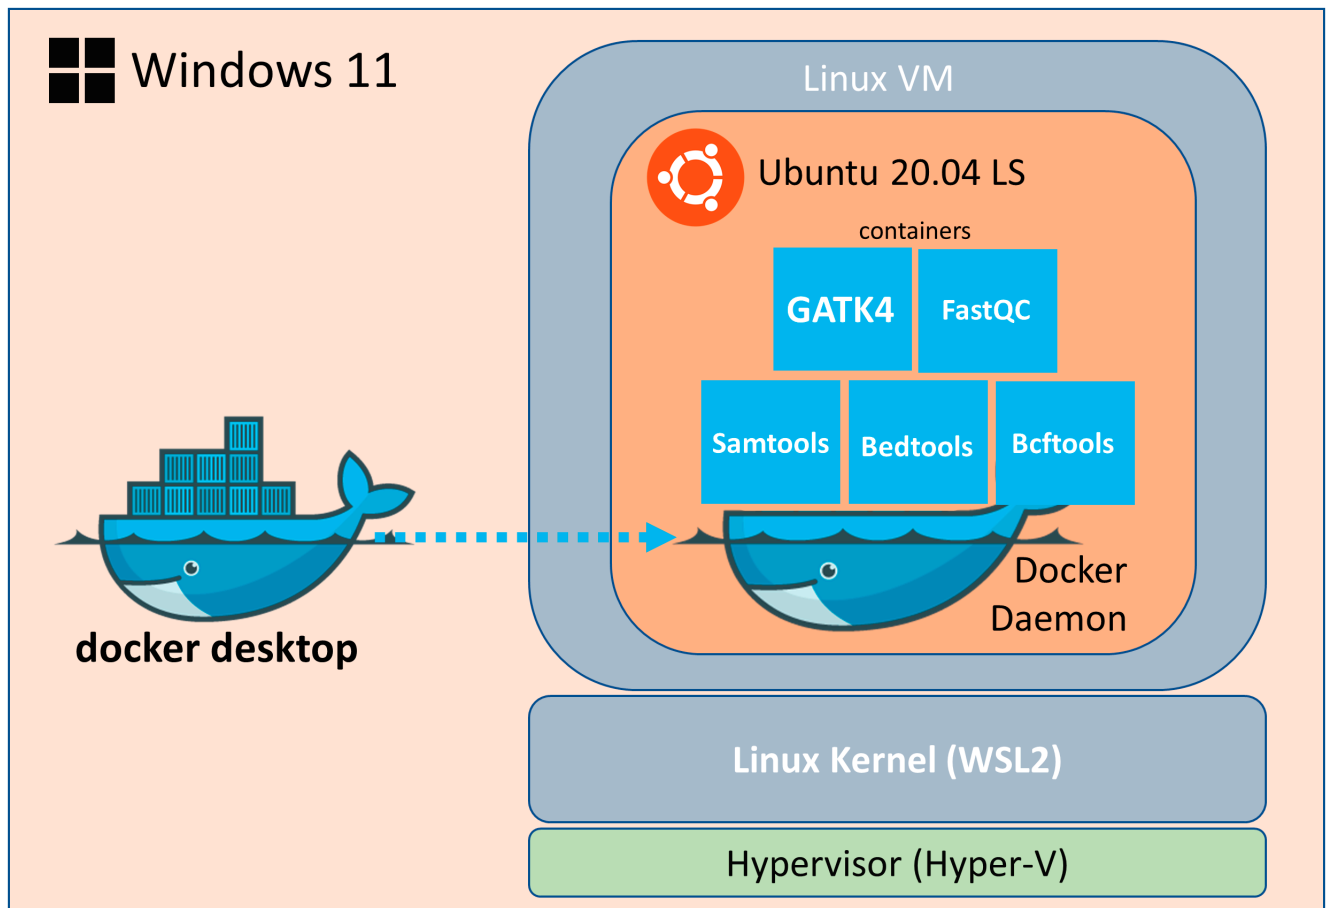 Windows 11
Linux VM
Ubuntu 20.04 LS
containers
GATK4
FastQC
Samtools
Bedtools
Bcftools
Docker
Daemon
docker desktop
Linux Kernel (WSL2)
Hypervisor (Hyper-V)